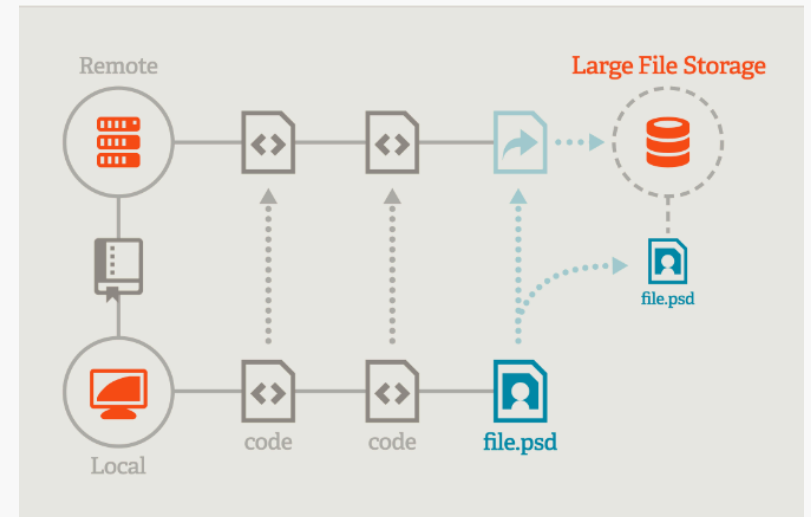 Remote
Large File Storage
file.psd
code
code
file.psd
Local